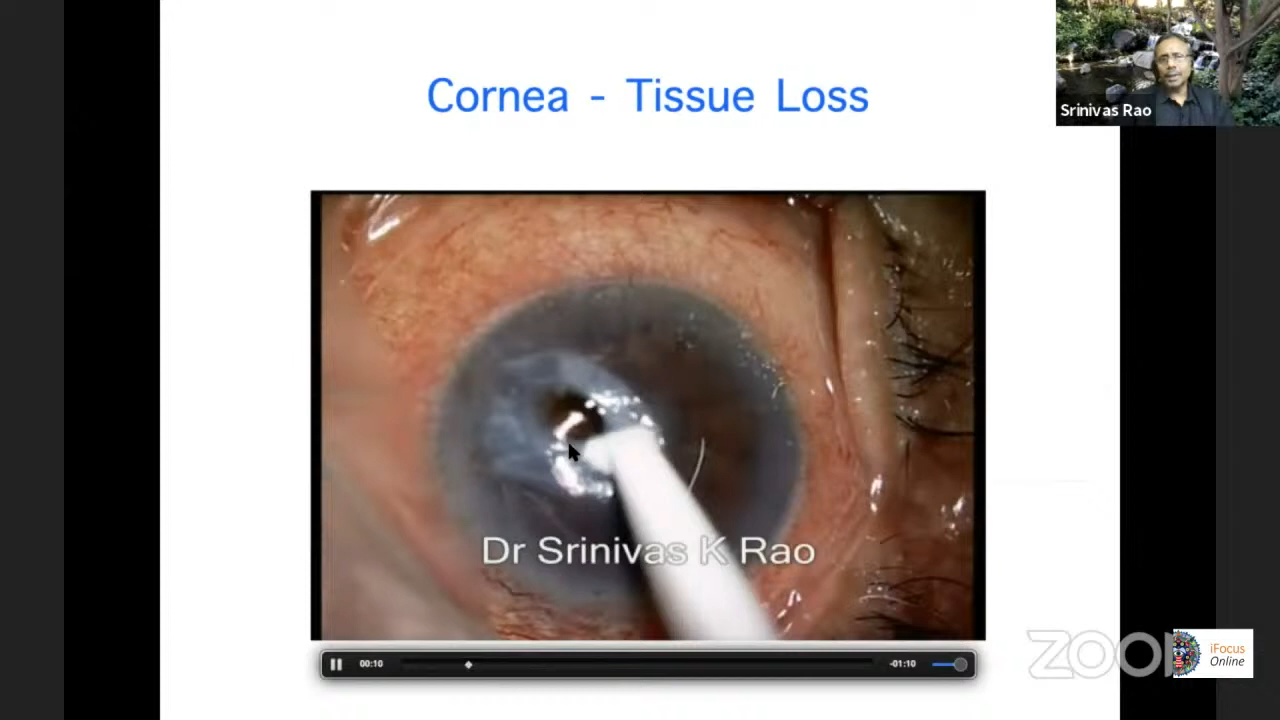 Cornea - Tissue Loss
Srinivas Rao
Dr Srinivas K Rao
00:10
-01:10
ZOOM
iFocus
Online